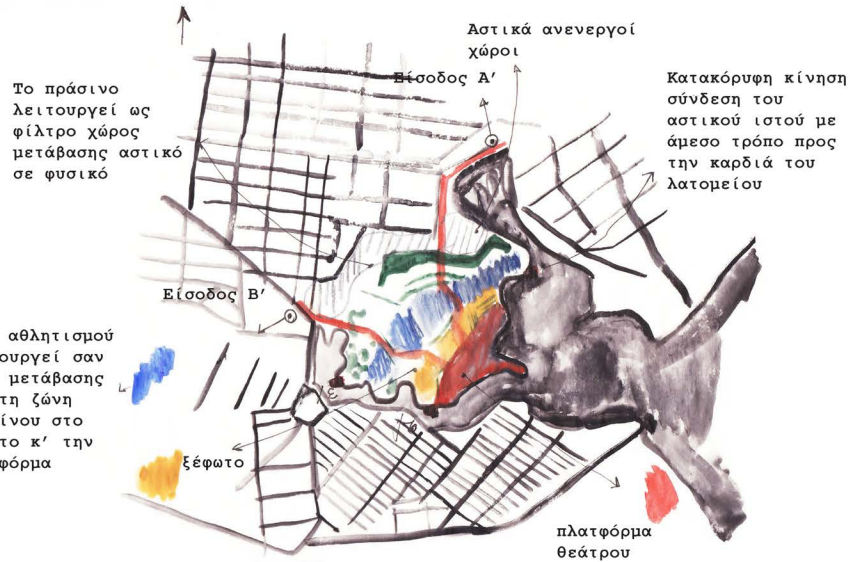 Αστικά ανενεργοί
χώροι
Είσοδος Α’
Το πράσινο
λειτουργεί ως
φίλτρο χώρος
μετάβασης αστικό
σε φυσικό
Κατακόρυφη κίνηση
σύνδεση του
αστικού ιστού με
άμεσο τρόπο προς
την καρδιά του
λατομείου
Είσοδος Β’
αθλητισμού
ουργεί σαν
μετάβασης
τη ζώνη
ίνου στο
το κ’ την
φόρμα
ξέφωτο
πλατφόρμα
θεάτρου